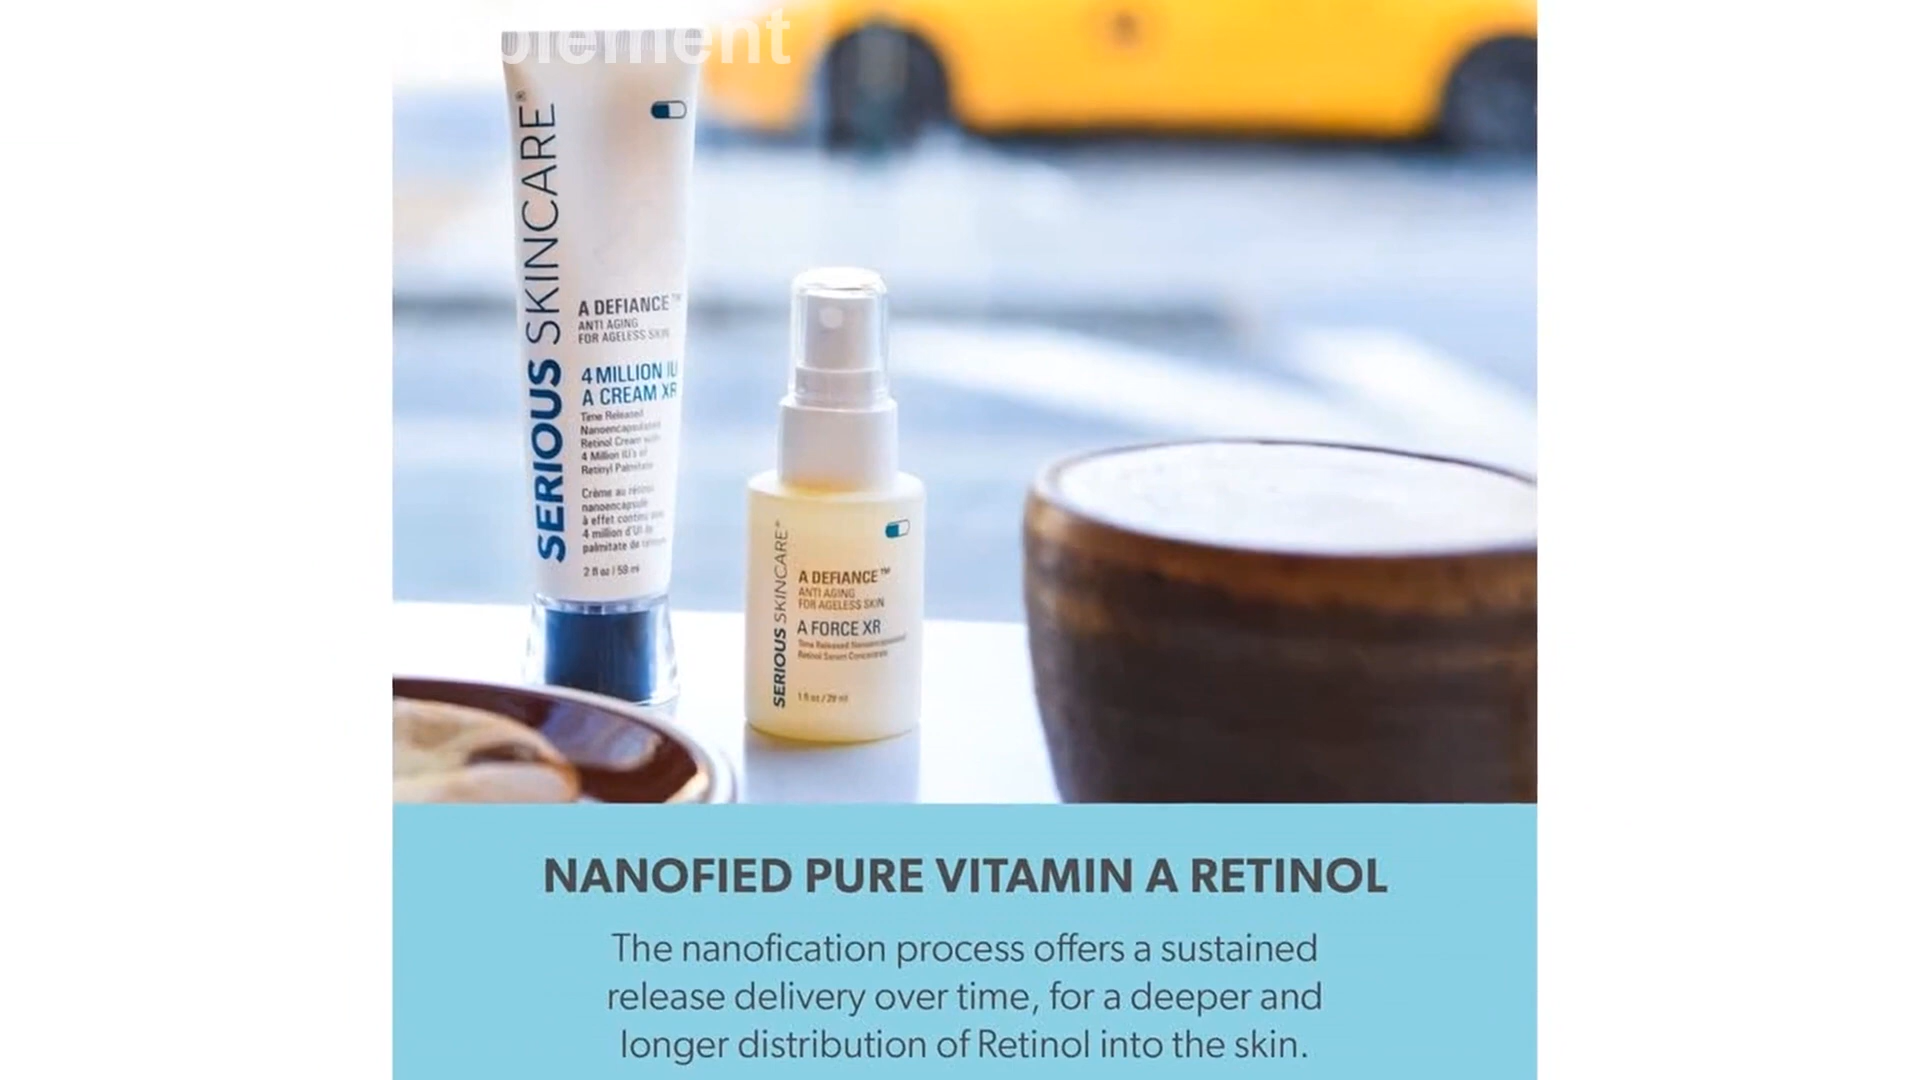 plement
SERIOUS SKINCARE®
A DEFIANCE™
ANTI AGING
FOR AGELESS SKIN
4 MILLION IU
A CREAM XR
Time Released
Nanoencapsulated
Retinol Cream with
4 Million IU's of
Retinyl Palmitate
Crème au rétinol
nanoencapsulé
à effet continu avec
4 million d'UI de
palmitate de
2 fl oz / 59 ml
SERIOUS SKINCARE®
A DEFIANCE™
ANTI AGING
FOR AGELESS SKIN
A FORCE XR
Time Released Nanoencapsulated
Retinol Serum Concentrate
1 fl oz / 29 ml
NANOFIED PURE VITAMIN A RETINOL
The nanofication process offers a sustained
release delivery over time, for a deeper and
longer distribution of Retinol into the skin.